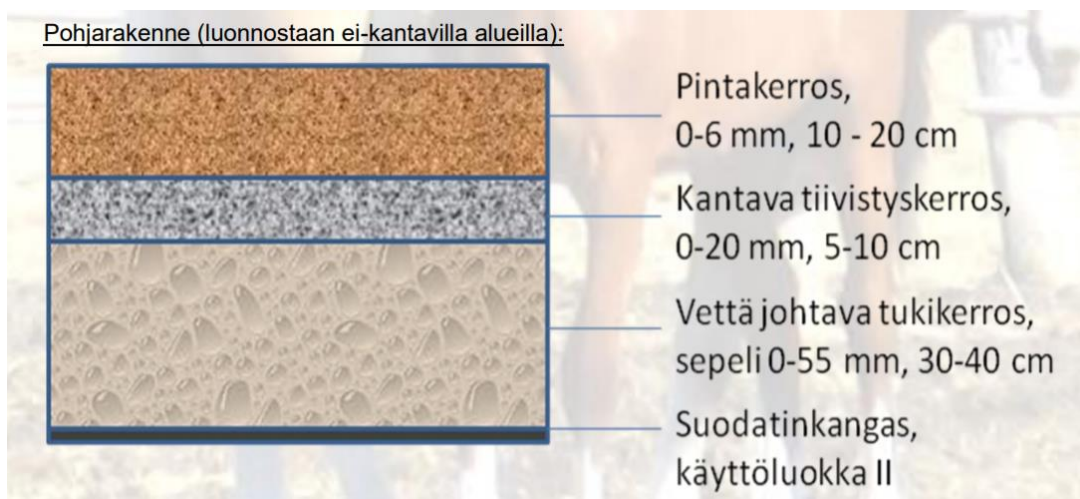 Pohjarakenne (luonnostaan ei-kantavilla alueilla):
Pintakerros,
0-6 mm, 10 - 20 cm
Kantava tiivistyskerros,
0-20 mm, 5-10 cm
Vettä johtava tukikerros,
sepeli 0-55 mm, 30-40 cm
Suodatinkangas,
käyttöluokka II